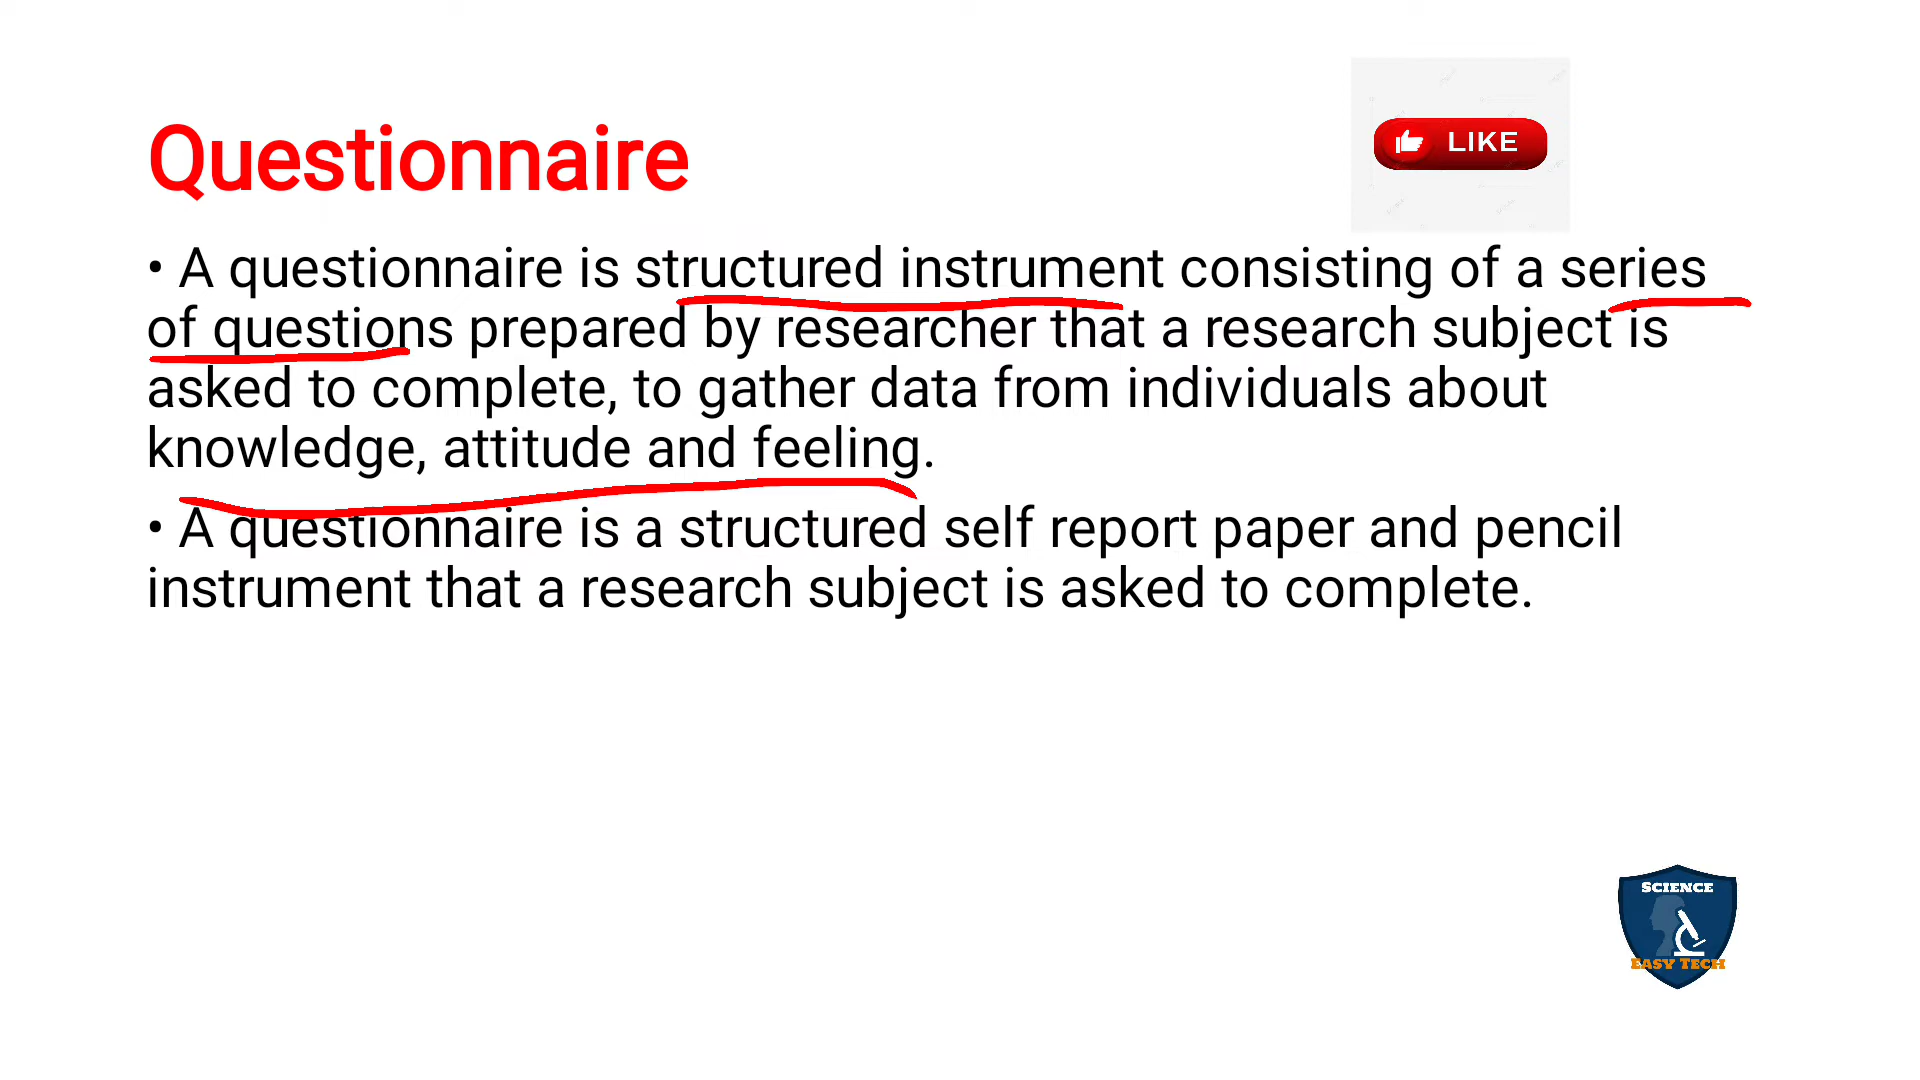 Questionnaire
LIKE
• A questionnaire is structured instrument consisting of a series
of questions prepared by researcher that a research subject is
asked to complete, to gather data from individuals about
knowledge, attitude and feeling.
• A questionnaire is a structured self report paper and pencil
instrument that a research subject is asked to complete.
SCIENCE
EASY TECH